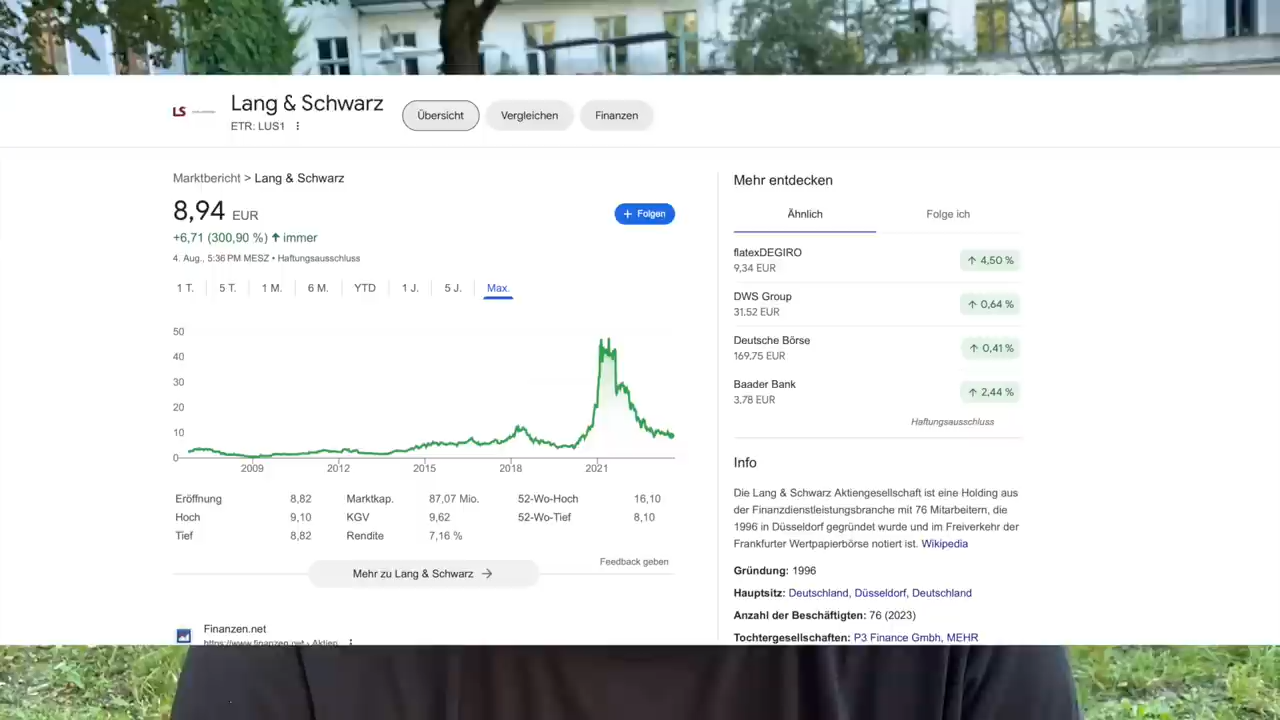 LS
Lang & Schwarz
ETR: LUS1
Übersicht
Vergleichen
Finanzen
Marktbericht > Lang & Schwarz
8,94 EUR
+6,71 (300,90 %) ↑ immer
4. Aug., 5:36 PM MESZ • Haftungsausschluss
+ Folgen
1 T.
5 T.
1 M.
6 M.
YTD
1 J.
5 J.
Max.
50
40
30
20
10
0
2009
2012
2015
2018
2021
Eröffnung 8,82 Marktkap. 87,07 Mio. 52-Wo-Hoch 16,10
Hoch 9,10 KGV 9,62 52-Wo-Tief 8,10
Tief 8,82 Rendite 7,16 %
Feedback geben
Mehr zu Lang & Schwarz →
Finanzen.net
https://www.finanzen.net › Aktien
Mehr entdecken
Ähnlich
Folge ich
flatexDEGIRO
9,34 EUR
↑ 4,50 %
DWS Group
31,52 EUR
↑ 0,64 %
Deutsche Börse
169,75 EUR
↑ 0,41 %
Baader Bank
3,78 EUR
↑ 2,44 %
Haftungsausschluss
Info
Die Lang & Schwarz Aktiengesellschaft ist eine Holding aus
der Finanzdienstleistungsbranche mit 76 Mitarbeitern, die
1996 in Düsseldorf gegründet wurde und im Freiverkehr der
Frankfurter Wertpapierbörse notiert ist. Wikipedia
Gründung: 1996
Hauptsitz: Deutschland, Düsseldorf, Deutschland
Anzahl der Beschäftigten: 76 (2023)
Tochtergesellschaften: P3 Finance Gmbh, MEHR